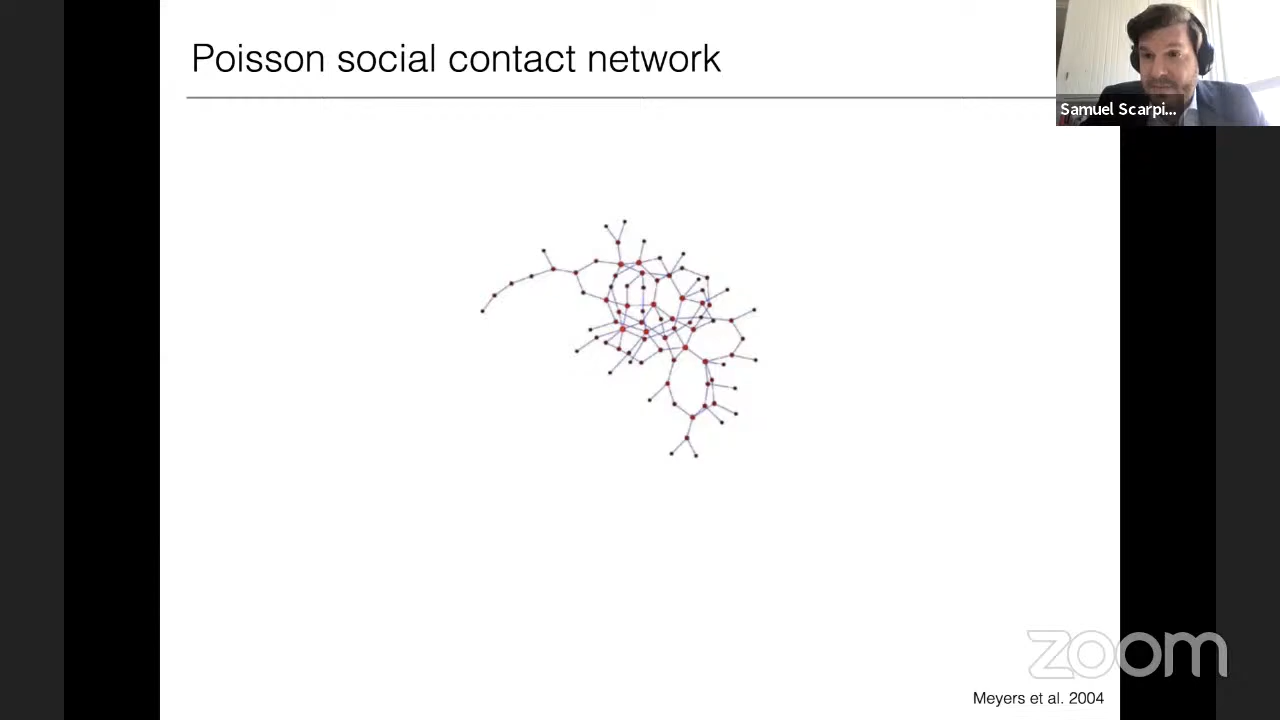 Poisson social contact network
Samuel Scarpi...
zoom
Meyers et al. 2004